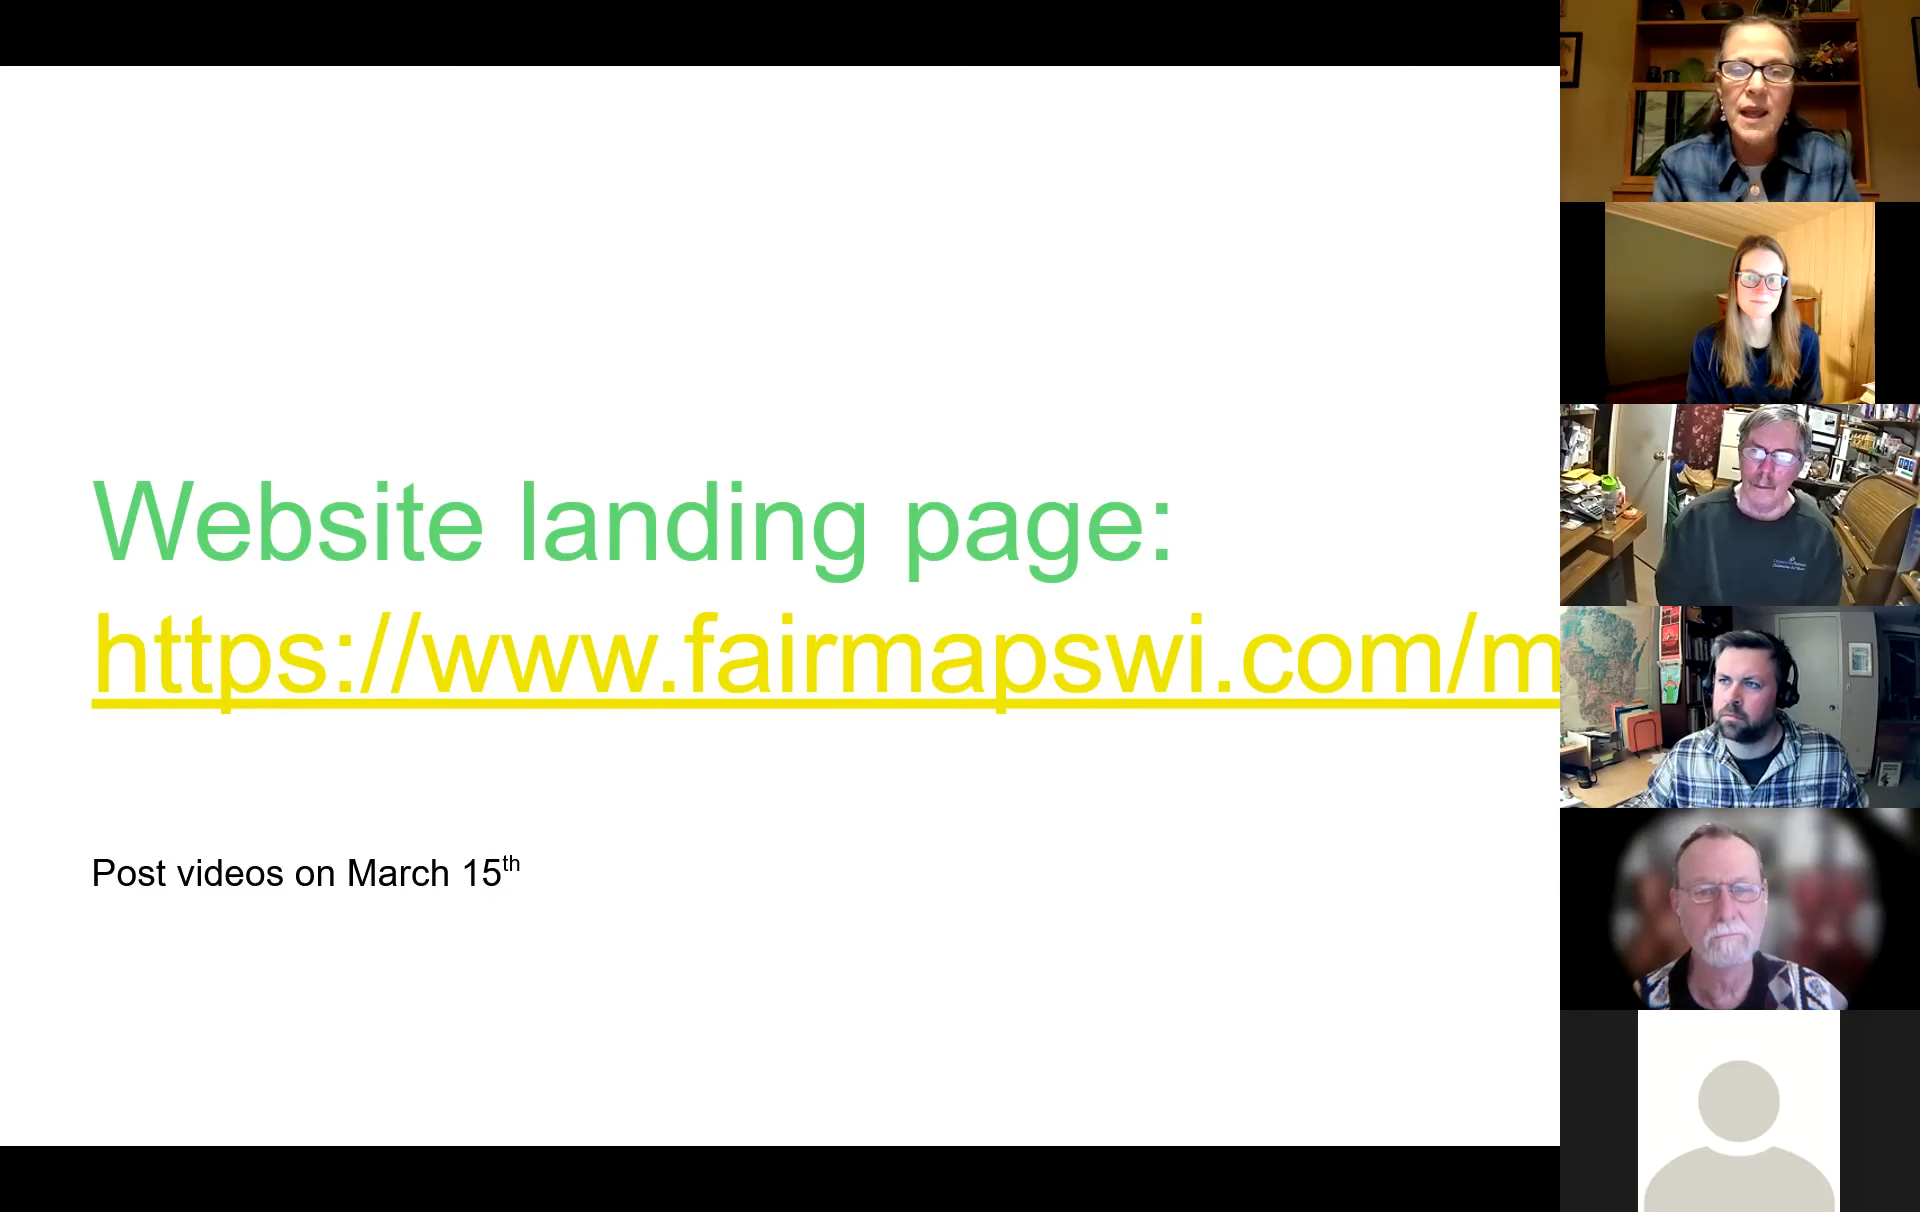 Website landing page:
https://www.fairmapswi.com/m
Post videos on March 15th